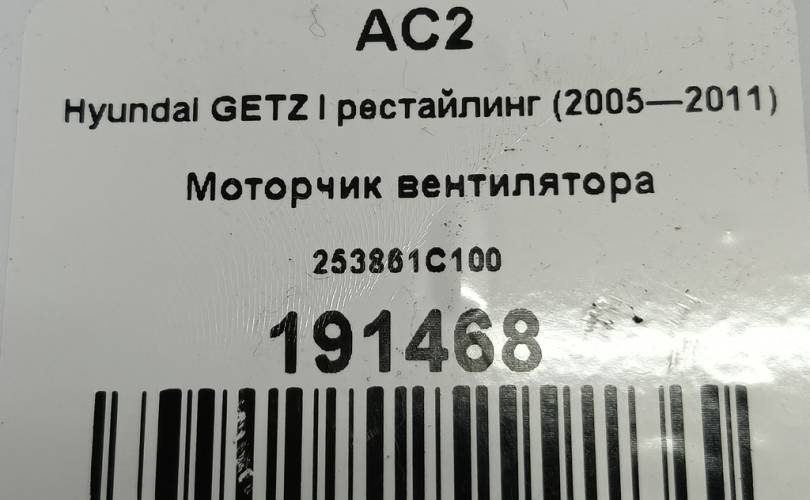 AC2
Hyundai GETZ I рестайлинг (2005—2011)
Моторчик вентилятора
253861C100
191468